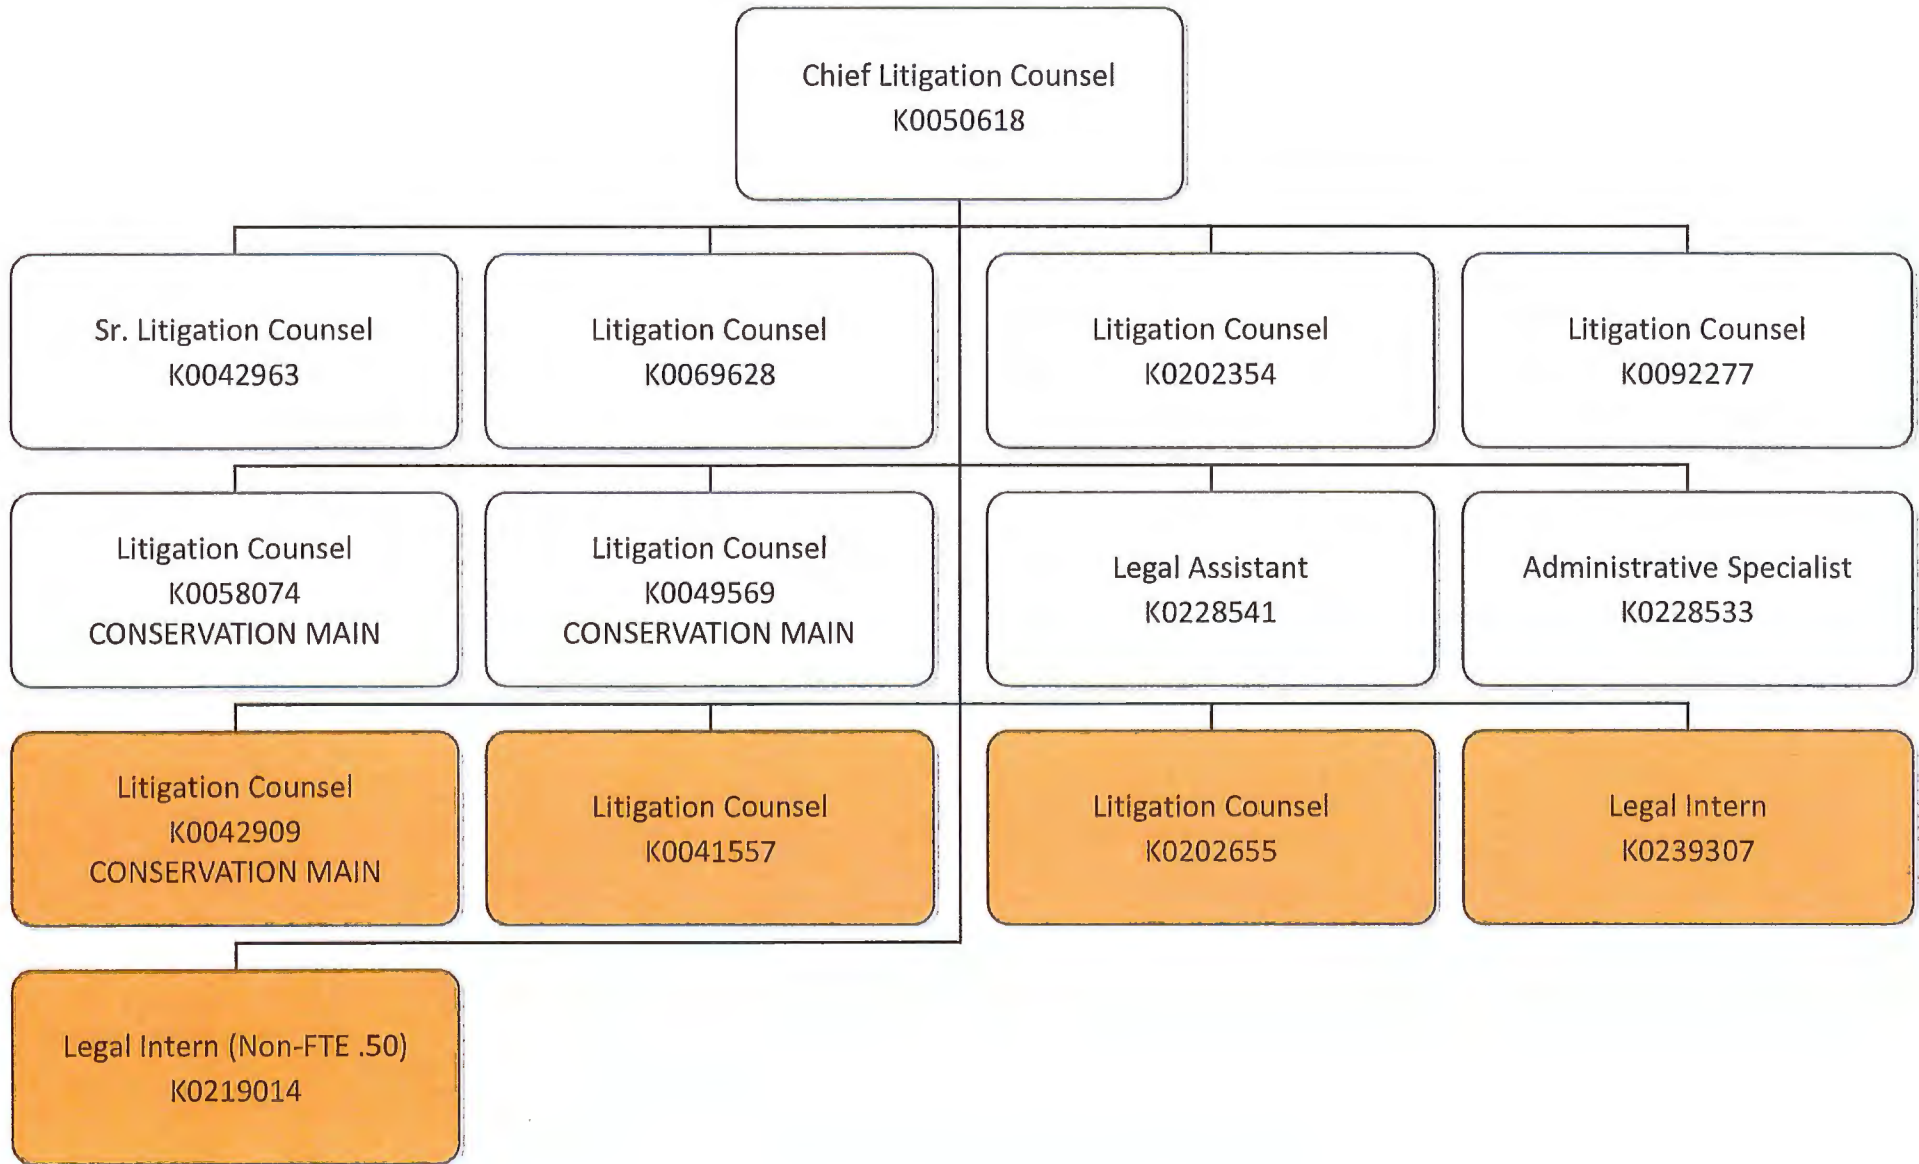 Chief Litigation Counsel
K0050618
Sr. Litigation Counsel
K0042963
Litigation Counsel
K0069628
Litigation Counsel
K0202354
Litigation Counsel
K0092277
Litigation Counsel
K0058074
CONSERVATION MAIN
Litigation Counsel
K0049569
CONSERVATION MAIN
Legal Assistant
K0228541
Administrative Specialist
K0228533
Litigation Counsel
K0042909
CONSERVATION MAIN
Litigation Counsel
K0041557
Litigation Counsel
K0202655
Legal Intern
K0239307
Legal Intern (Non-FTE .50)
K0219014